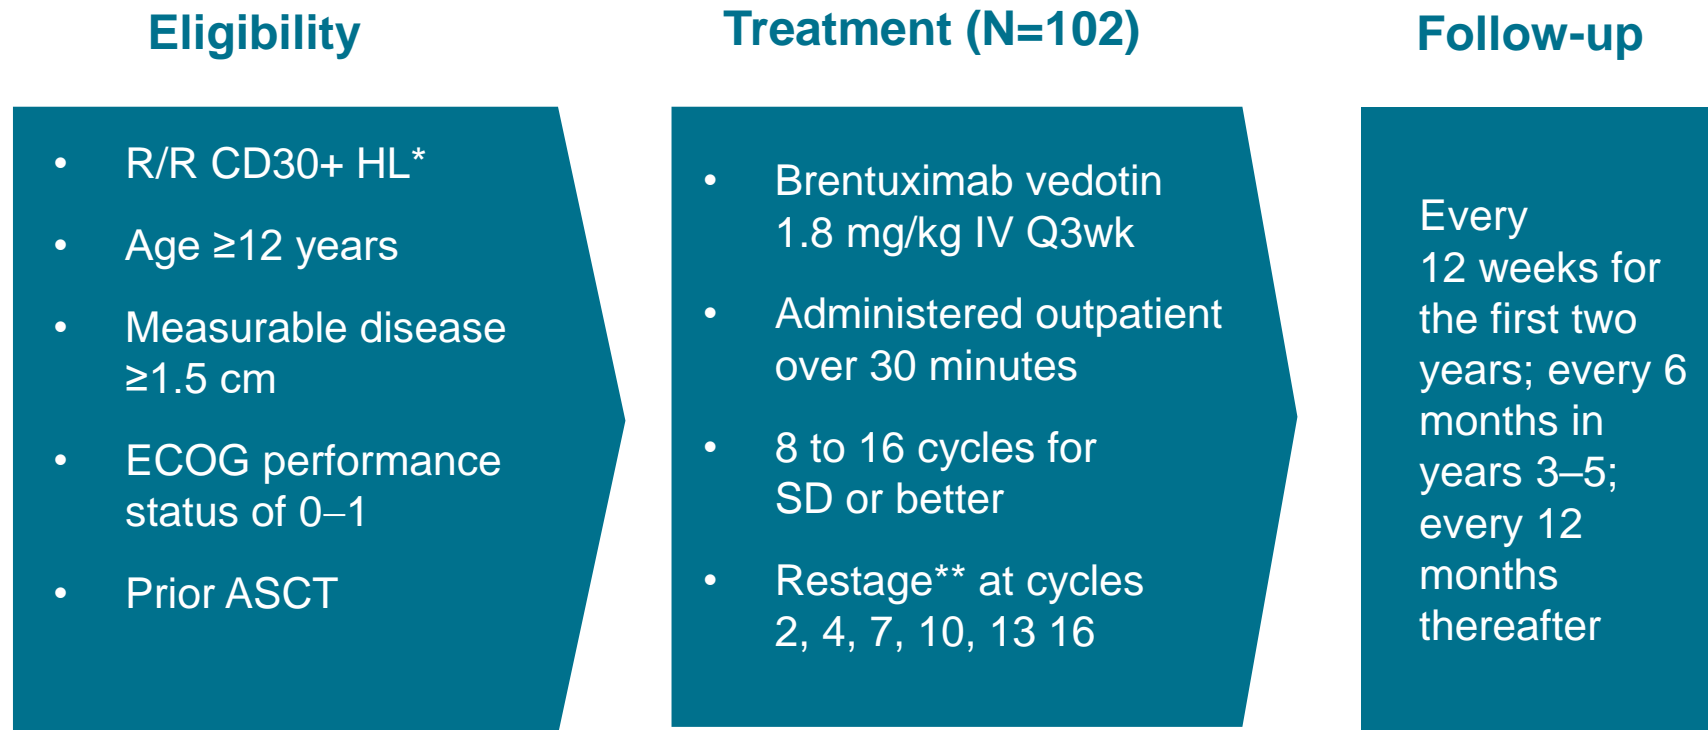 Eligibility
• R/R CD30+ HL*
• Age ≥12 years
• Measurable disease
≥1.5 cm
• ECOG performance
status of 0–1
• Prior ASCT
Treatment (N=102)
• Brentuximab vedotin
1.8 mg/kg IV Q3wk
• Administered outpatient
over 30 minutes
• 8 to 16 cycles for
SD or better
• Restage** at cycles
2, 4, 7, 10, 13 16
Follow-up
Every
12 weeks for
the first two
years; every 6
months in
years 3–5;
every 12
months
thereafter